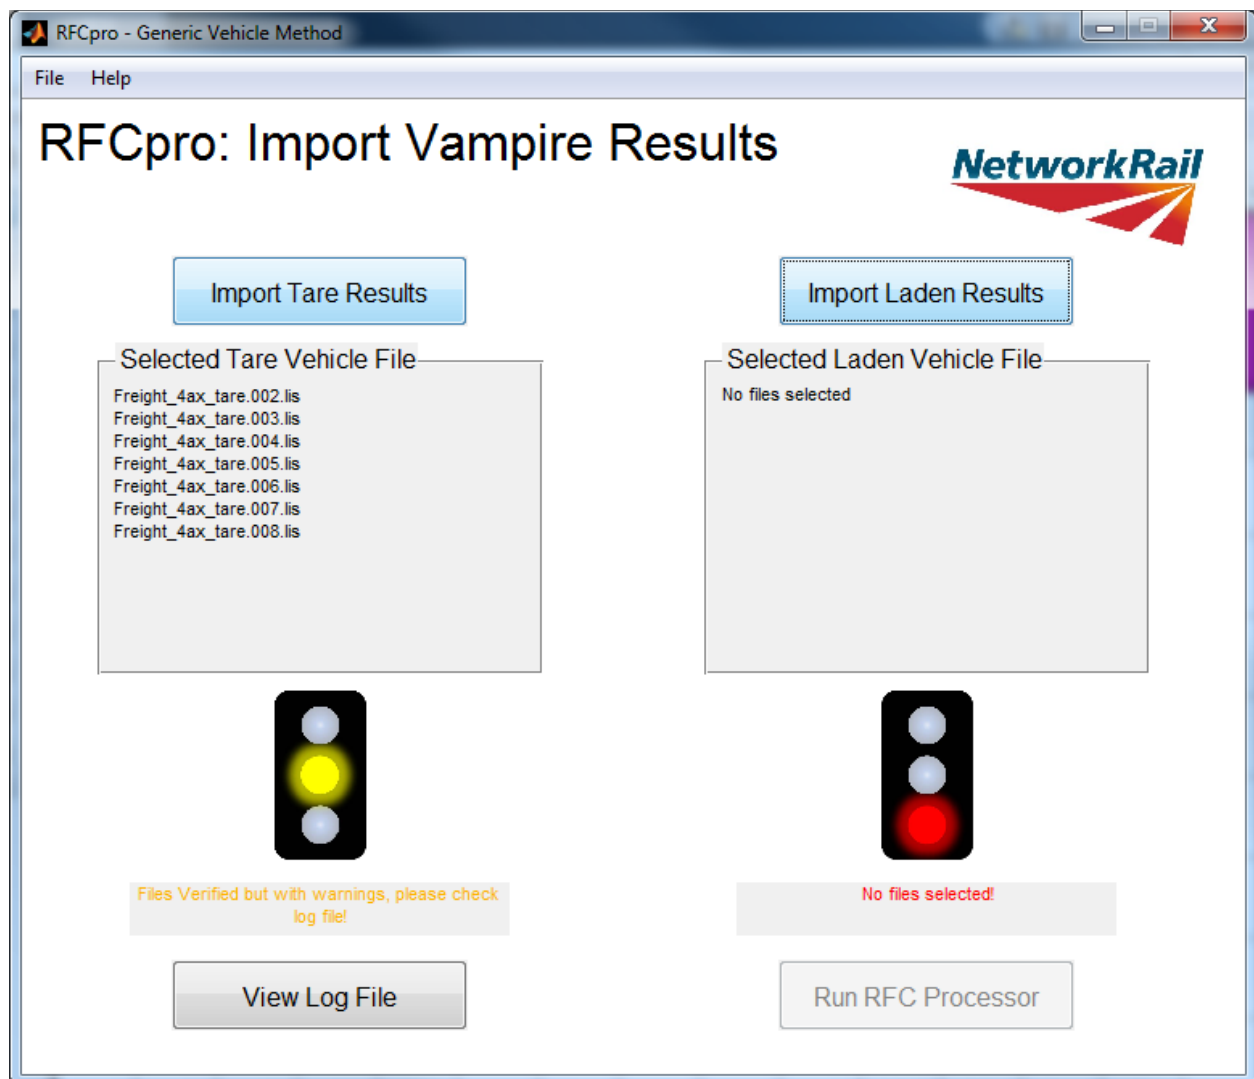 RFCpro - Generic Vehicle Method
File Help
RFCpro: Import Vampire Results
NetworkRail
Import Tare Results
Import Laden Results
Selected Tare Vehicle File
Freight_4ax_tare.002.lis
Freight_4ax_tare.003.lis
Freight_4ax_tare.004.lis
Freight_4ax_tare.005.lis
Freight_4ax_tare.006.lis
Freight_4ax_tare.007.lis
Freight_4ax_tare.008.lis
Selected Laden Vehicle File
No files selected
Files Verified but with warnings, please check
log file!
No files selected!
View Log File
Run RFC Processor